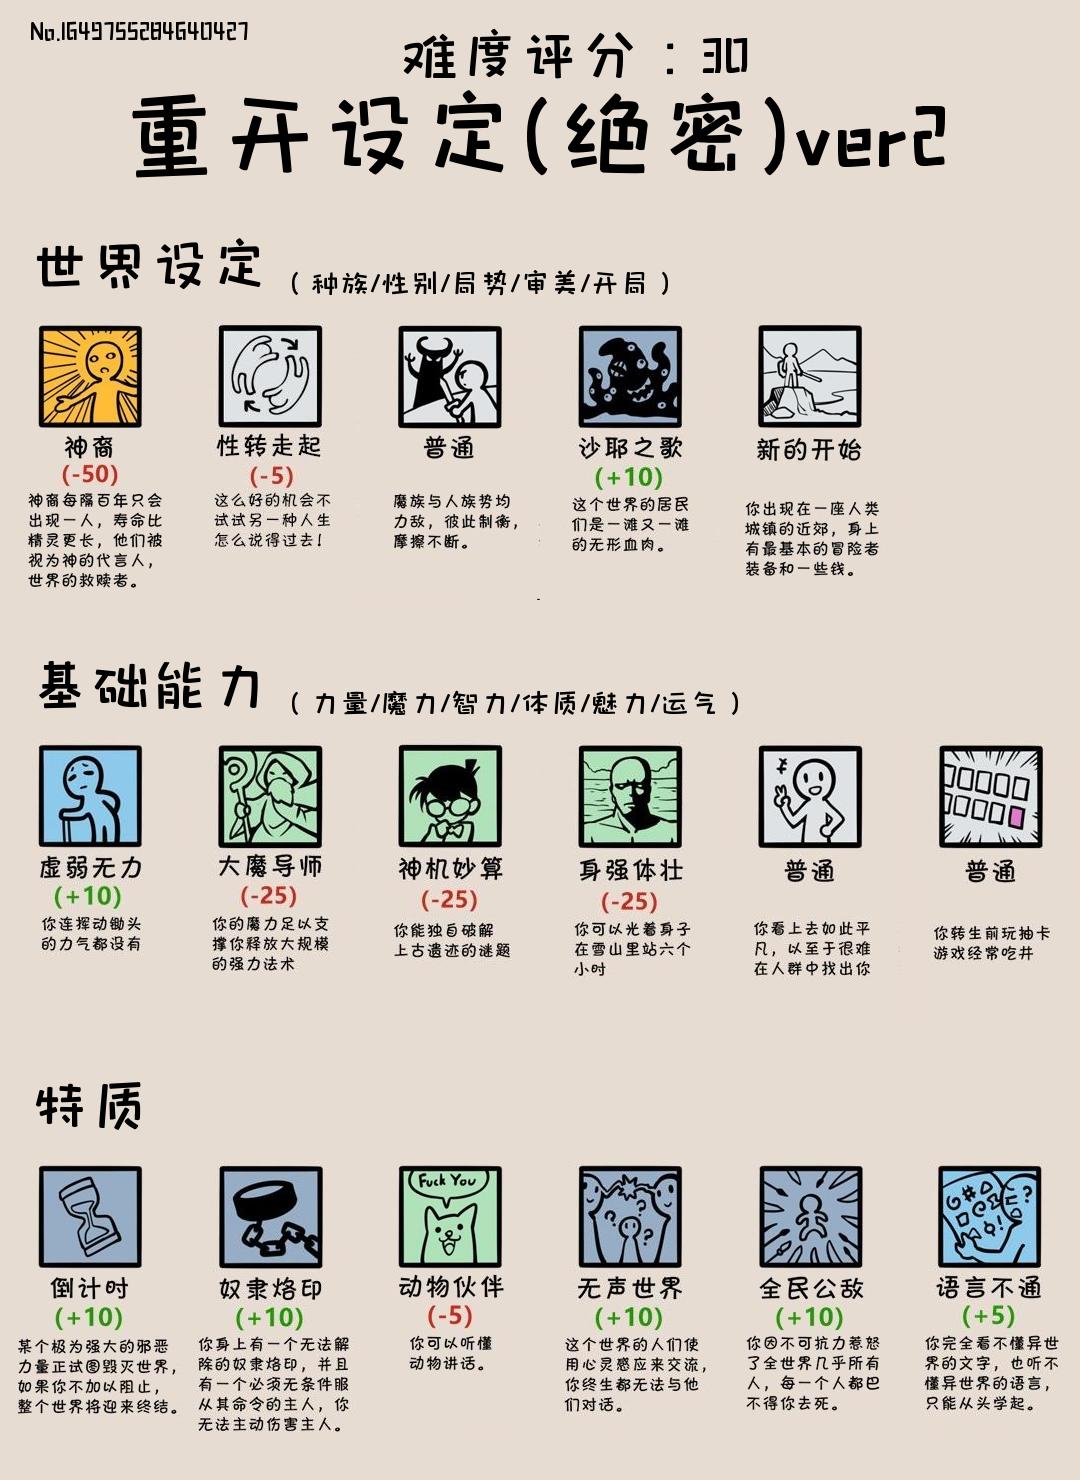 No.1649755284640427
难度评分：30
重开设定(绝密)ver2
世界设定（种族/性别/局势/审美/开局）
神裔
(-50)
神裔每隔百年只会
出现一人，寿命比
精灵更长，他们被
视为神的代言人，
世界的救赎者。
性转走起
(-5)
这么好的机会不
试试另一种人生
怎么说得过去！
普通
魔族与人族势均
力敌，彼此制衡，
摩擦不断。
沙耶之歌
(+10)
这个世界的居民
们是一滩又一滩
的无形血肉。
新的开始
你出现在一座人类
城镇的近郊，身上
有最基本的冒险者
装备和一些钱。
基础能力（力量/魔力/智力/体质/魅力/运气）
虚弱无力
(+10)
你连挥动锄头
的力气都没有
大魔导师
(-25)
你的魔力足以支
撑你释放大规模
的强力法术
神机妙算
(-25)
你能独自破解
上古遗迹的谜题
身强体壮
(-25)
你可以光着身子
在雪山里站六个
小时
普通
你看上去如此平
凡，以至于很难
在人群中找出你
普通
你转生前玩抽卡
游戏经常吃井
特质
倒计时
(+10)
某个极为强大的邪恶
力量正试图毁灭世界，
如果你不加以阻止，
整个世界将迎来终结。
奴隶烙印
(+10)
你身上有一个无法解
除的奴隶烙印，并且
有一个必须无条件服
从其命令的主人，你
无法主动伤害主人。
Fuck You
动物伙伴
(-5)
你可以听懂
动物讲话。
无声世界
(+10)
这个世界的人们使
用心灵感应来交流，
你终生都无法与他
们对话。
全民公敌
(+10)
你因不可抗力惹怒
了全世界几乎所有
人，每一个人都巴
不得你去死。
语言不通
(+5)
你完全看不懂异世
界的文字，也听不
懂异世界的语言，
只能从头学起。